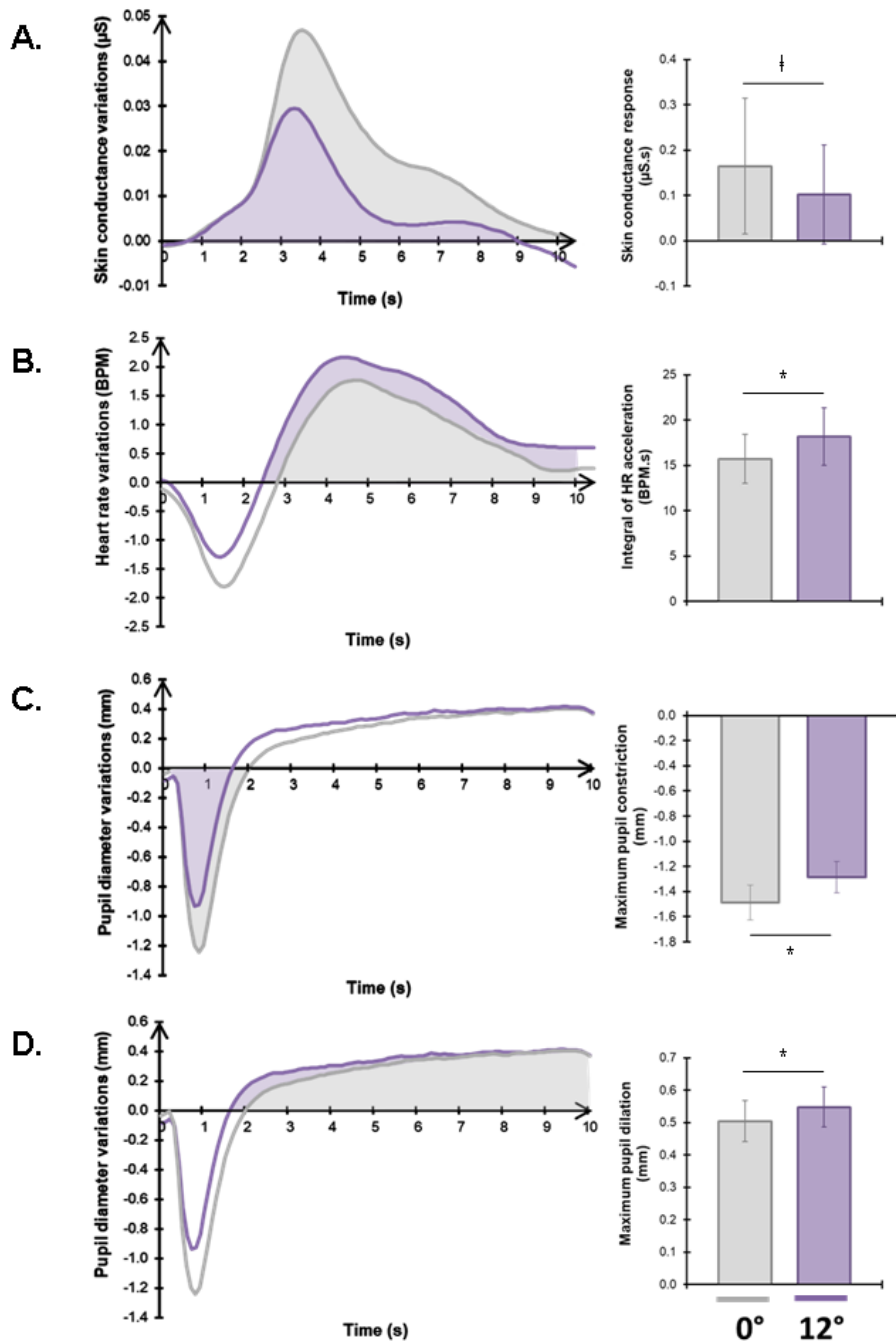 A.
Skin conductance variations (µS)
0.05
0.04
0.03
0.02
0.01
0.00
-0.01
0 1 2 3 4 5 6 7 8 9 10
Time (s)
Skin conductance response
(µS.s)
0.4
0.3
0.2
0.1
0.0
-0.1
ǂ
B.
Heart rate variations (BPM)
2.5
2.0
1.5
1.0
0.5
0.0
-0.5
-1.0
-1.5
-2.0
-2.5
0 1 2 3 4 5 6 7 8 9 10
Time (s)
Integral of HR acceleration
(BPM.s)
25
20
15
10
5
0
*
C.
Pupil diameter variations (mm)
0.6
0.4
0.2
0.0
-0.2
-0.4
-0.6
-0.8
-1.0
-1.2
-1.4
0 1 2 3 4 5 6 7 8 9 10
Time (s)
Maximum pupil constriction
(mm)
0.0
-0.2
-0.4
-0.6
-0.8
-1.0
-1.2
-1.4
-1.6
-1.8
*
D.
Pupil diameter variations (mm)
0.6
0.4
0.2
0.0
-0.2
-0.4
-0.6
-0.8
-1.0
-1.2
-1.4
0 1 2 3 4 5 6 7 8 9 10
Time (s)
Maximum pupil dilation
(mm)
0.7
0.6
0.5
0.4
0.3
0.2
0.1
0.0
*
0° 12°